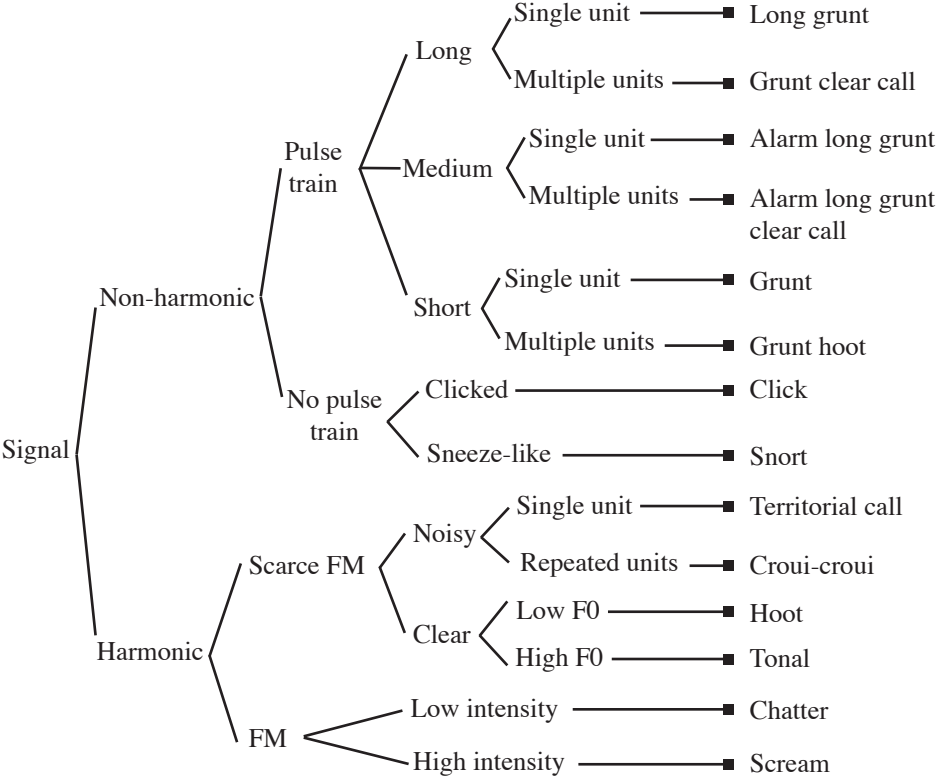 Single unit
Long grunt
Long
Multiple units
Grunt clear call
Single unit
Alarm long grunt
Pulse
train
Medium
Multiple units
Alarm long grunt
clear call
Single unit
Grunt
Non-harmonic
Short
Multiple units
Grunt hoot
Clicked
Click
No pulse
train
Signal
Sneeze-like
Snort
Single unit
Territorial call
Noisy
Scarce FM
Repeated units
Croui-croui
Low F0
Hoot
Clear
Harmonic
High F0
Tonal
Low intensity
Chatter
FM
High intensity
Scream